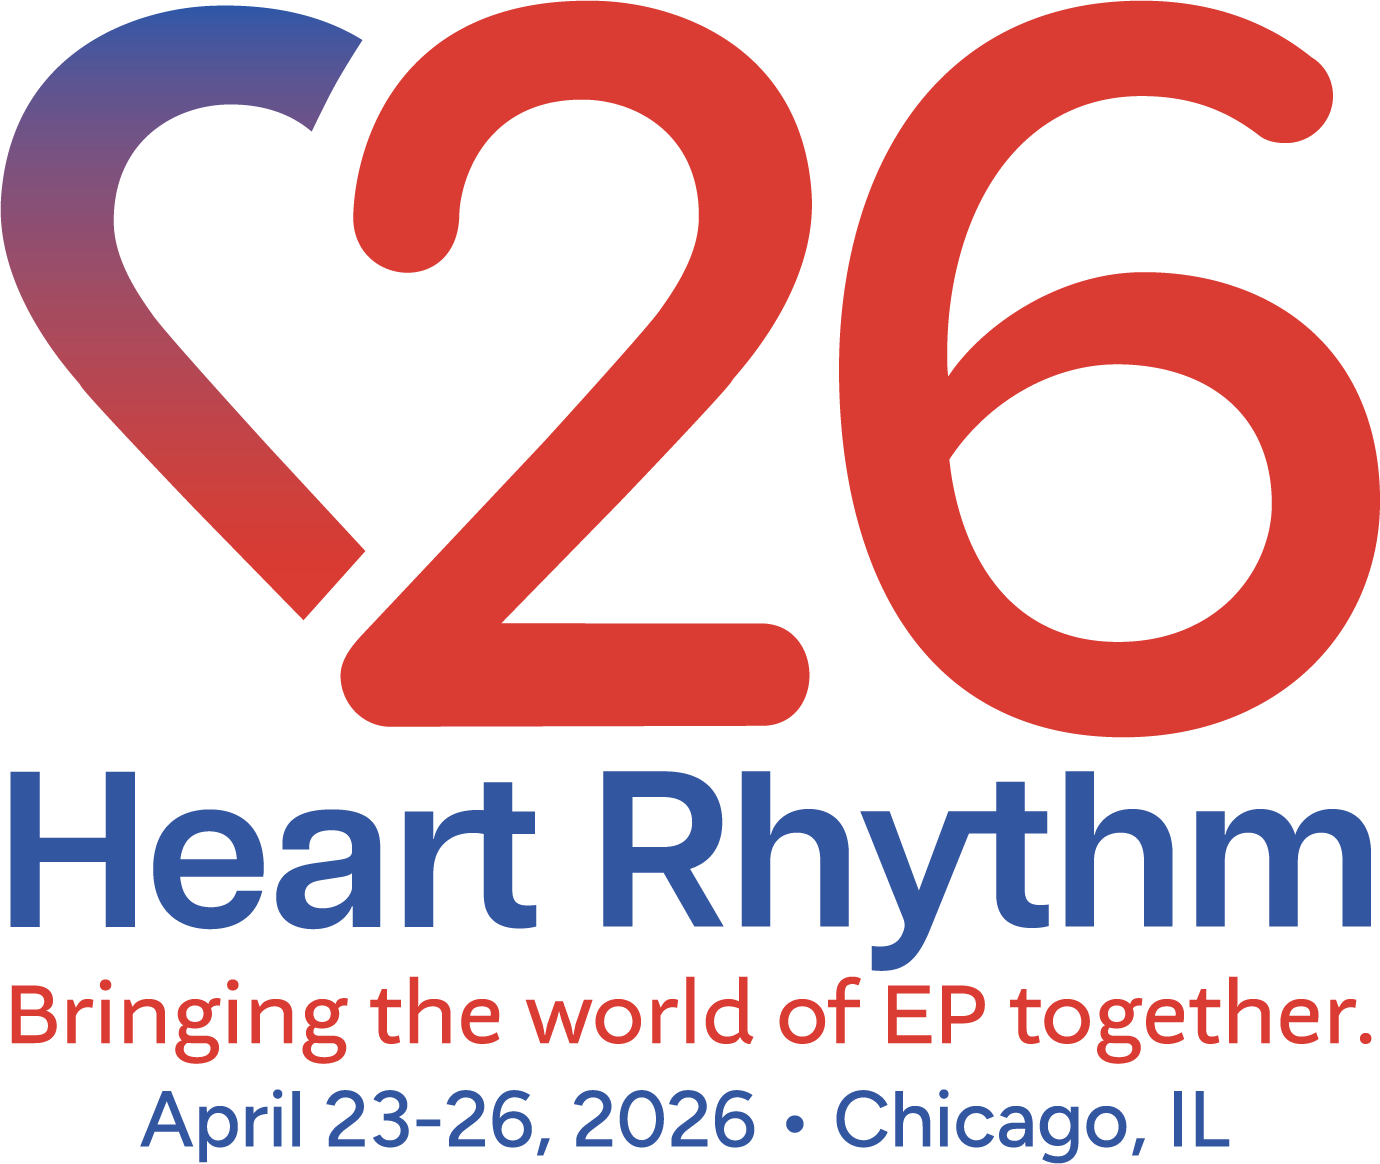 26
Heart Rhythm
Bringing the world of EP together.
April 23-26, 2026 • Chicago, IL